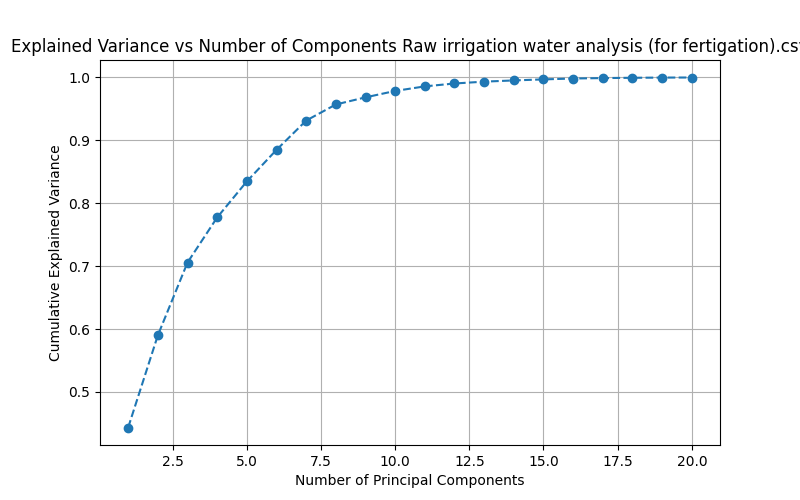 Explained Variance vs Number of Components Raw irrigation water analysis (for fertigation).cs
1.0
0.9
0.8
0.7
0.6
0.5
Cumulative Explained Variance
2.5 5.0 7.5 10.0 12.5 15.0 17.5 20.0
Number of Principal Components